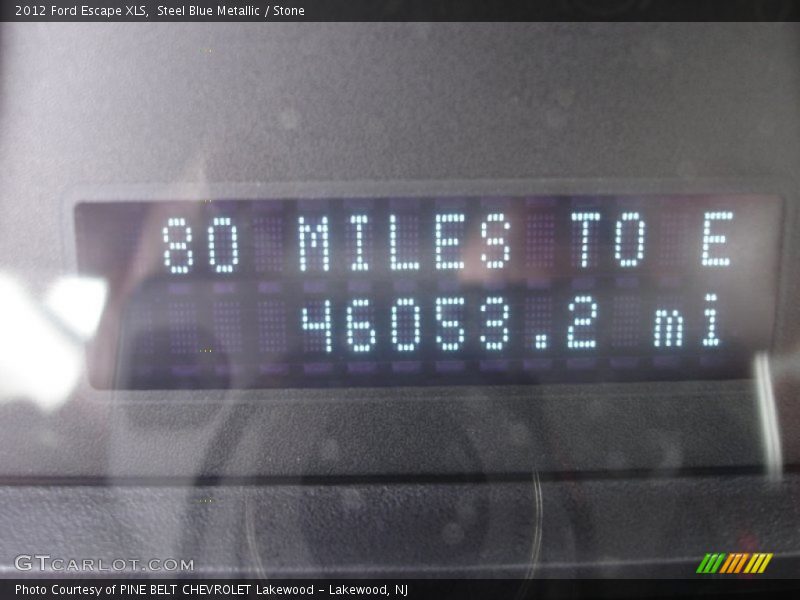 2012 Ford Escape XLS, Steel Blue Metallic / Stone
80 MILES TO E
46053.2 mi
GTCARLOT.COM
Photo Courtesy of PINE BELT CHEVROLET Lakewood - Lakewood, NJ